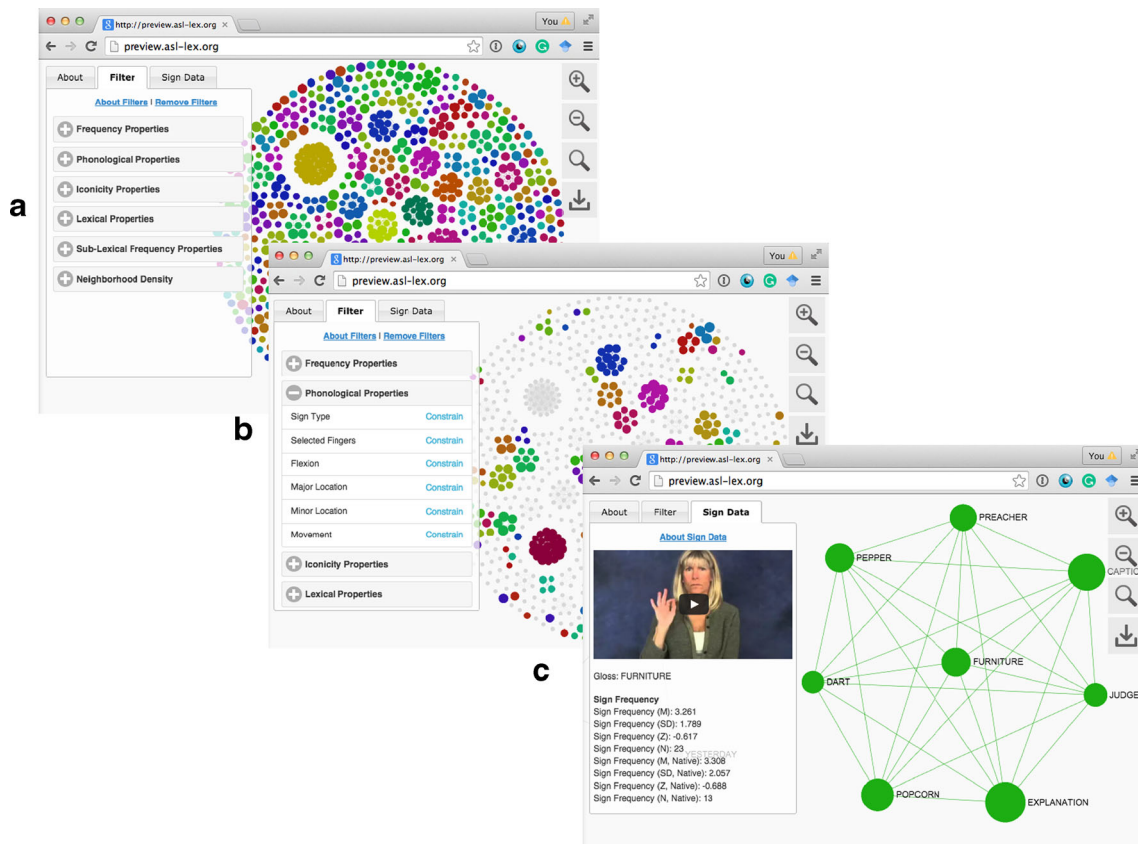 a
http://preview.asl-lex.org ×
You
preview.asl-lex.org
About Filter Sign Data
About Filters | Remove Filters
Frequency Properties
Phonological Properties
Iconicity Properties
Lexical Properties
Sub-Lexical Frequency Properties
Neighborhood Density
b
http://preview.asl-lex.org ×
You
preview.asl-lex.org
About Filter Sign Data
About Filters | Remove Filters
Frequency Properties
Phonological Properties
Sign Type Constrain
Selected Fingers Constrain
Flexion Constrain
Major Location Constrain
Minor Location Constrain
Movement Constrain
Iconicity Properties
Lexical Properties
c
http://preview.asl-lex.org ×
You
preview.asl-lex.org
About Filter Sign Data
About Sign Data
Gloss: FURNITURE
Sign Frequency
Sign Frequency (M): 3.261
Sign Frequency (SD): 1.789
Sign Frequency (Z): -0.617
Sign Frequency (N): 23
YESTERDAY
Sign Frequency (M, Native): 3.308
Sign Frequency (SD, Native): 2.057
Sign Frequency (Z, Native): -0.688
Sign Frequency (N, Native): 13
PREACHER
PEPPER
CAPTIO
FURNITURE
DART
JUDGE
POPCORN
EXPLANATION